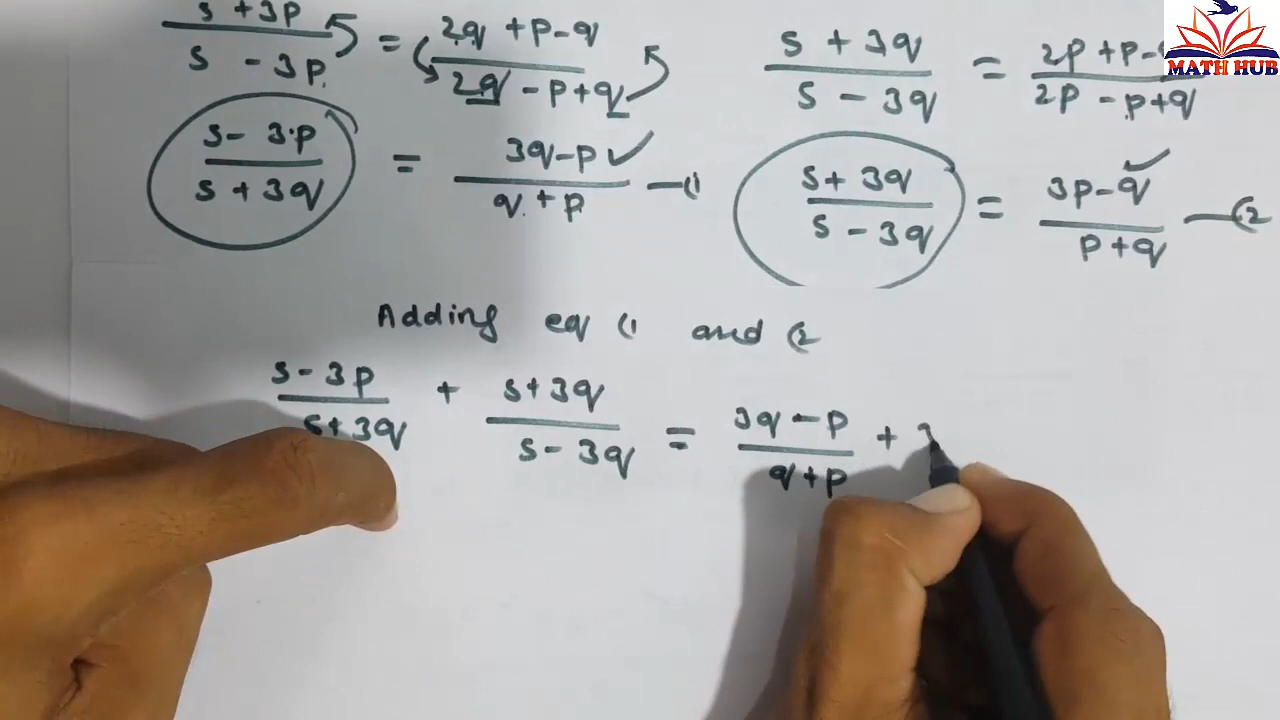 s + 3p / s - 3p = 2q + p - q / 2q - p + q
s + 3q / s - 3q = 2p + p - / 2p - p + q
MATH HUB
s - 3p / s + 3q = 3q - p / q + p — (1
s + 3q / s - 3q = 3p - q / p + q — (2
Adding eq (1 and (2
s - 3p / s + 3q + s + 3q / s - 3q = 3q - p / q + p +